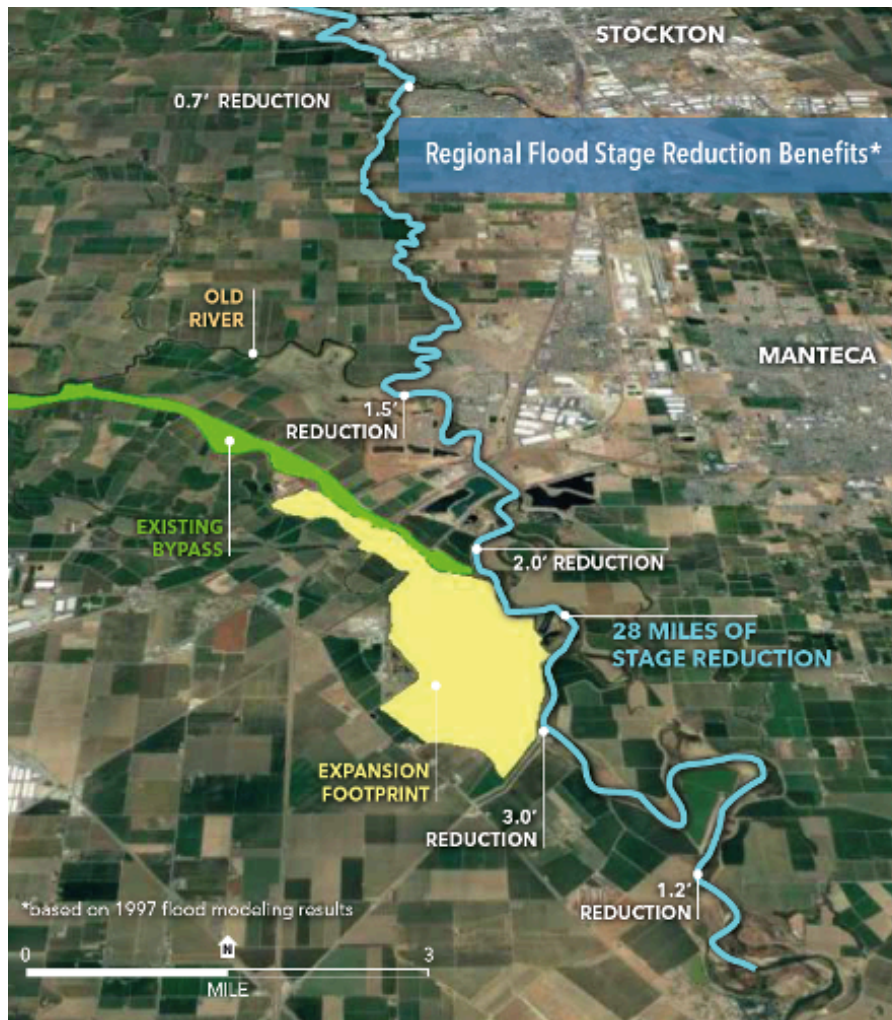 STOCKTON
0.7' REDUCTION
Regional Flood Stage Reduction Benefits*
OLD
RIVER
MANTECA
1.5'
REDUCTION
EXISTING
BYPASS
2.0' REDUCTION
28 MILES OF
STAGE REDUCTION
EXPANSION
FOOTPRINT
3.0'
REDUCTION
1.2'
REDUCTION
*based on 1997 flood modeling results
N
0 3
MILE